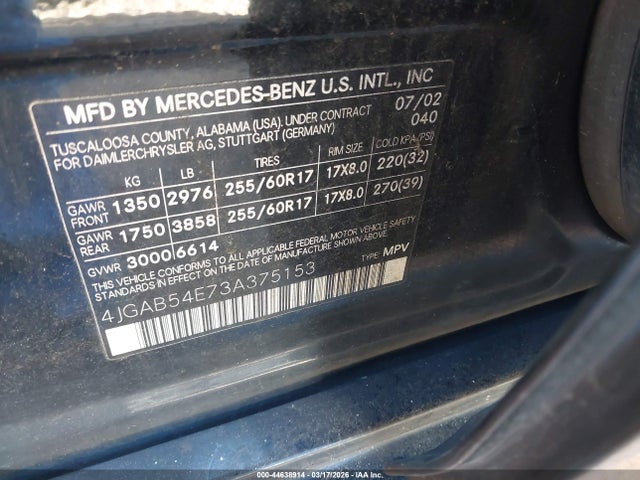 MFD BY MERCEDES-BENZ U.S. INTL., INC
TUSCALOOSA COUNTY, ALABAMA (USA). UNDER CONTRACT 07/02
FOR DAIMLERCHRYSLER AG, STUTTGART (GERMANY) 040
KG LB TIRES RIM SIZE COLD KPA(PSI)
GAWR FRONT 1350 2976 255/60R17 17X8.0 220(32)
GAWR REAR 1750 3858 255/60R17 17X8.0 270(39)
GVWR 3000 6614
THIS VEHICLE CONFORMS TO ALL APPLICABLE FEDERAL MOTOR VEHICLE SAFETY
STANDARDS IN EFFECT ON THE DATE OF MANUFACTURE SHOWN ABOVE.
4JGAB54E73A375153 TYPE: MPV
000-44638914 - 03/17/2026 - IAAI.COM